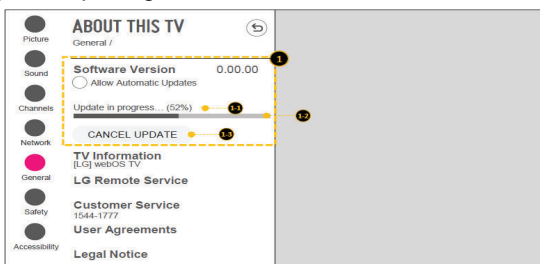 ABOUT THIS TV
General /
Picture
Sound
Channels
Network
General
Safety
Accessibility
Software Version 0.00.00
Allow Automatic Updates
Update in progress... (52%)
CANCEL UPDATE
1
1-1
1-2
1-3
TV Information
[LG] webOS TV
LG Remote Service
Customer Service
1544-1777
User Agreements
Legal Notice